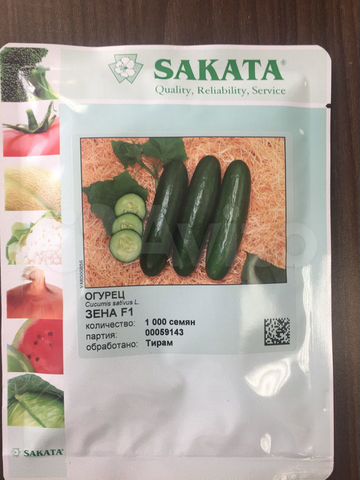 SAKATA®
Quality, Reliability, Service
ОГУРЕЦ
Cucumis sativus L.
ЗЕНА F1
количество: 1 000 семян
партия: 00059143
обработано: Тирам
SAKATA®